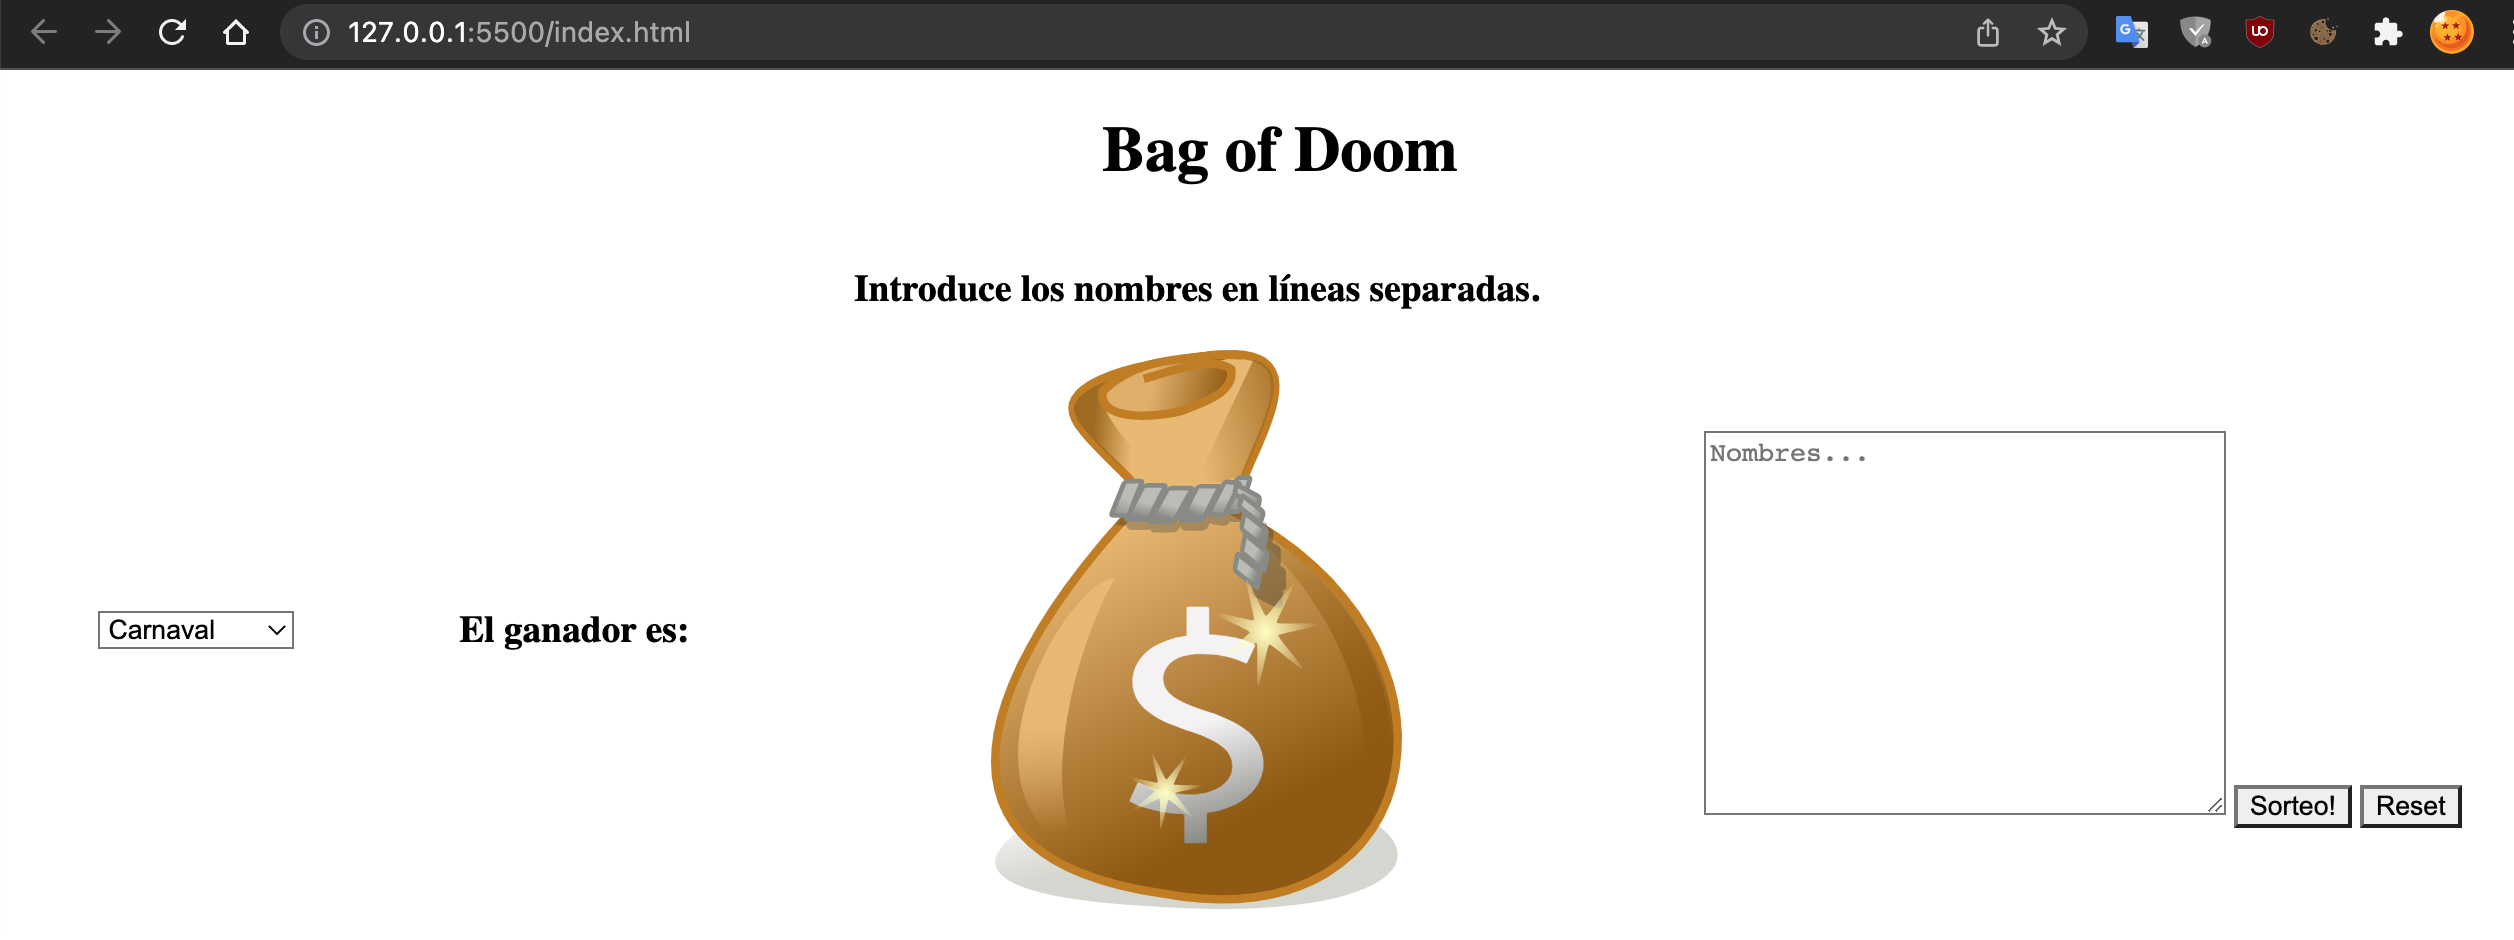 127.0.0.1:5500/index.html
Bag of Doom
Introduce los nombres en líneas separadas.
Nombres...
Carnaval
El ganador es:
$
Sorteo!
Reset